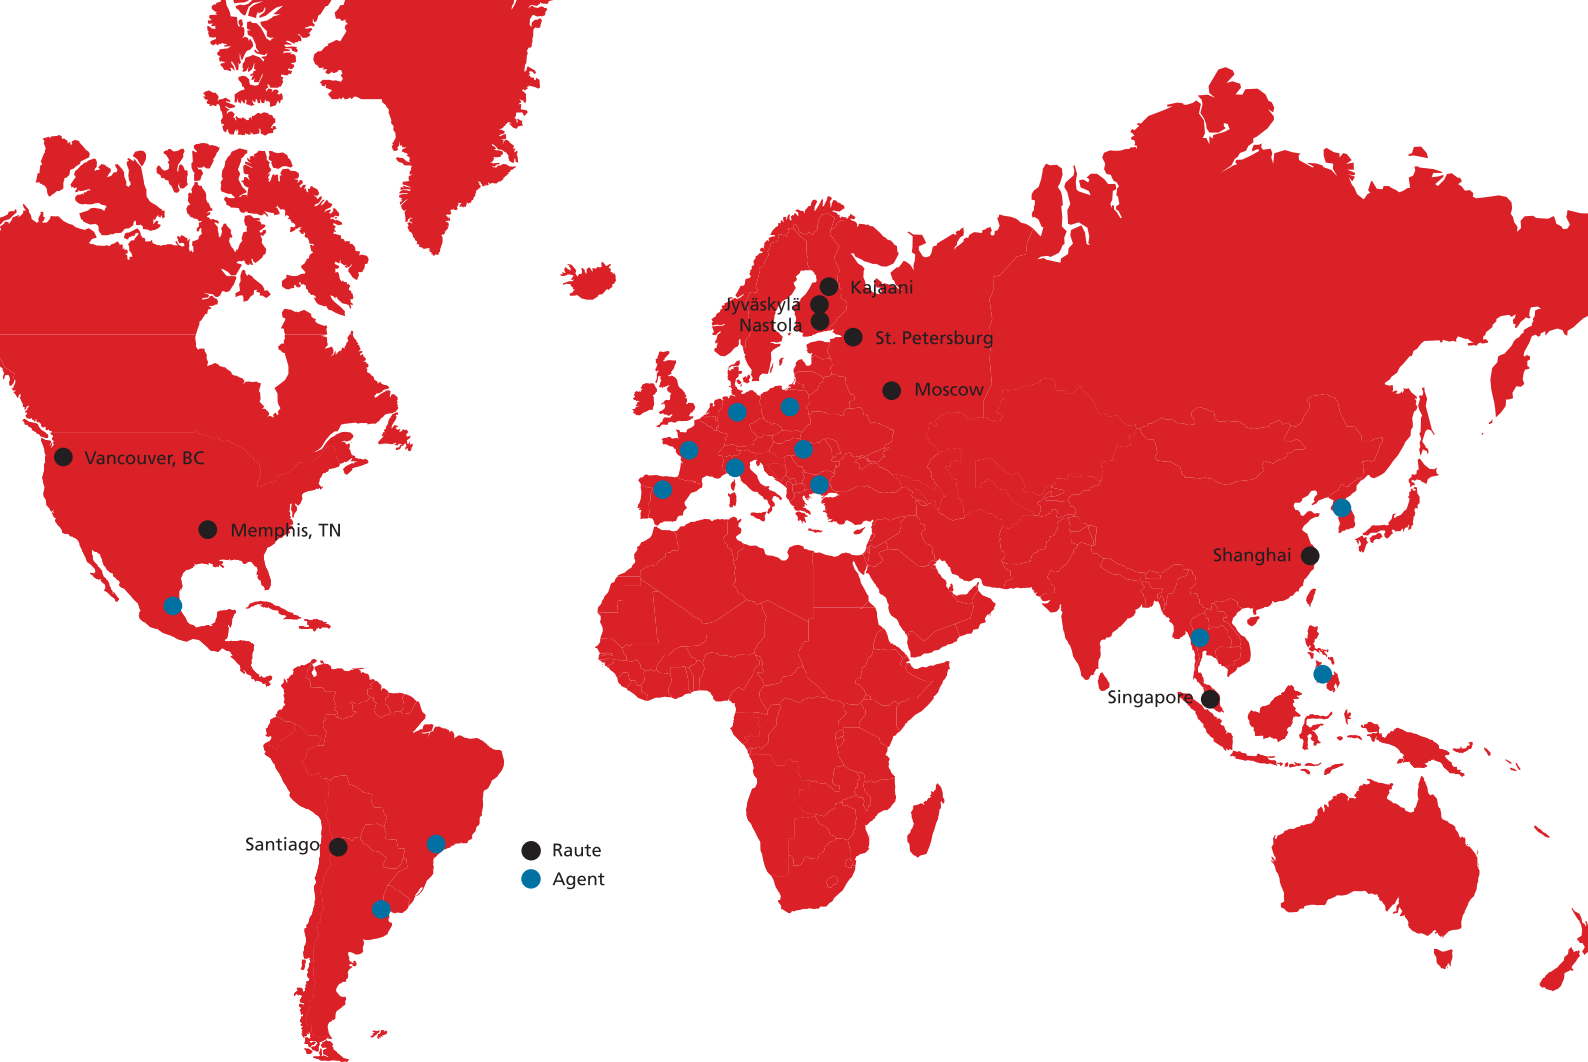 Kajaani
Jyväskylä
Nastola
St. Petersburg
Moscow
Vancouver, BC
Memphis, TN
Shanghai
Singapore
Santiago
Raute
Agent